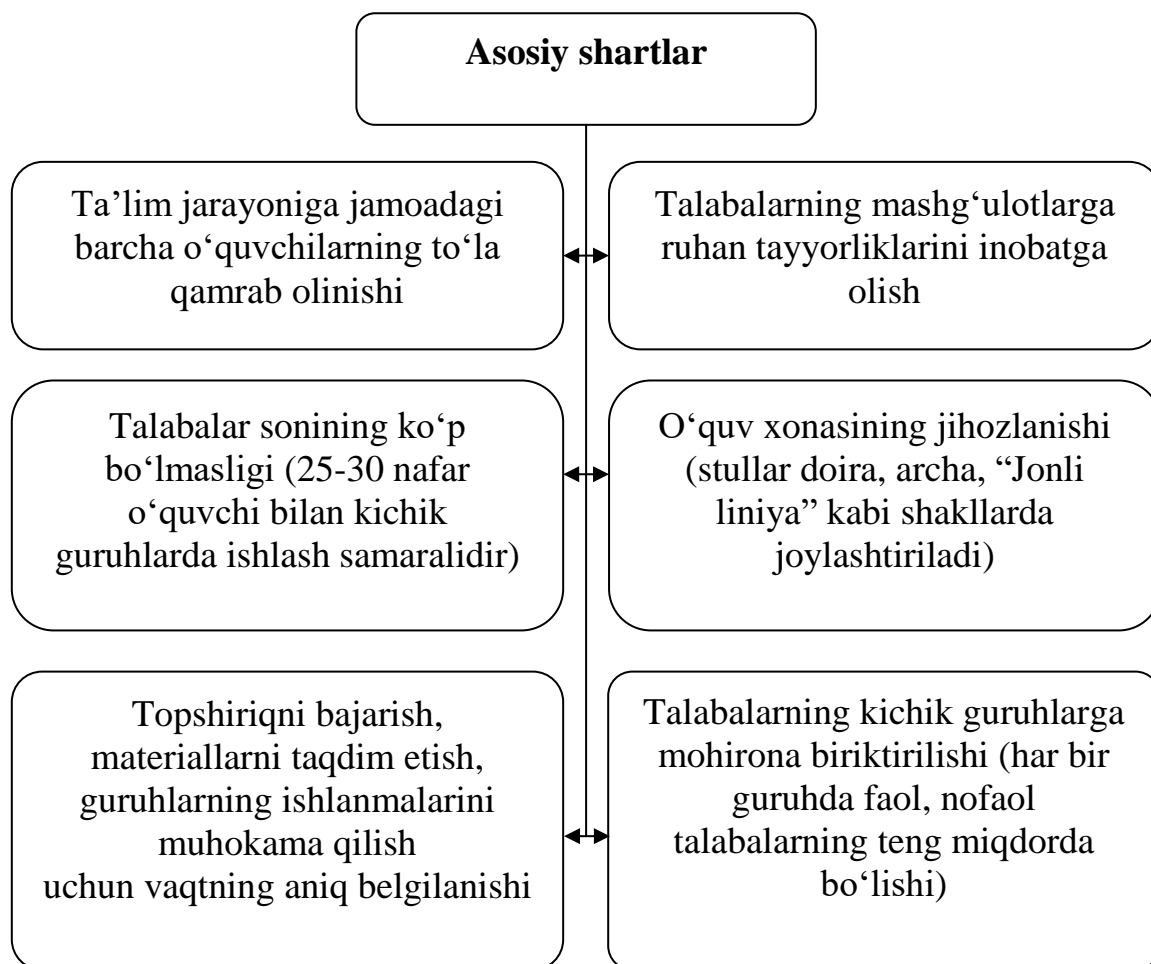 Asosiy shartlar
Ta’lim jarayoniga jamoadagi
barcha o‘quvchilarning to‘la
qamrab olinishi
Talabalarning mashg‘ulotlarga
ruhan tayyorliklarini inobatga
olish
Talabalar sonining ko‘p
bo‘lmasligi (25-30 nafar
o‘quvchi bilan kichik
guruhlarda ishlash samaralidir)
O‘quv xonasining jihozlanishi
(stullar doira, archa, “Jonli
liniya” kabi shakllarda
joylashtiriladi)
Topshiriqni bajarish,
materiallarni taqdim etish,
guruhlarning ishlanmalarini
muhokama qilish
uchun vaqtning aniq belgilanishi
Talabalarning kichik guruhlarga
mohirona biriktirilishi (har bir
guruhda faol, nofaol
talabalarning teng miqdorda
bo‘lishi)